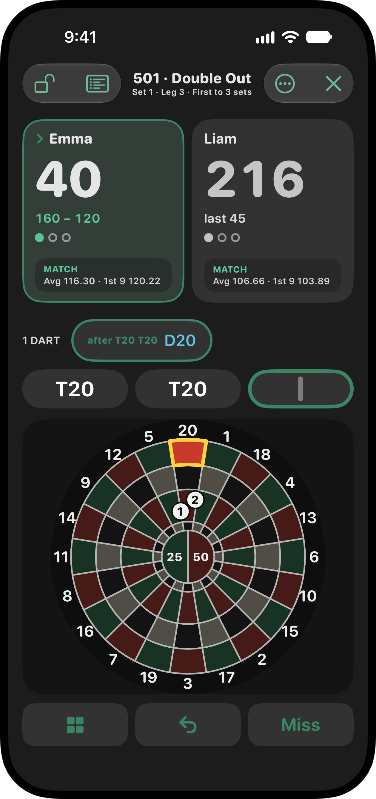 9:41
501 · Double Out
Set 1 · Leg 3 · First to 3 sets
Emma
40
160 – 120
MATCH
Avg 116.30 · 1st 9 120.22
Liam
216
last 45
MATCH
Avg 106.66 · 1st 9 103.89
1 DART
after T20 T20 D20
T20 T20
20
5 1
12 18
9 4
14 13
11 6
8 10
16 15
7 2
19 17
3
1 2
25 50
Miss